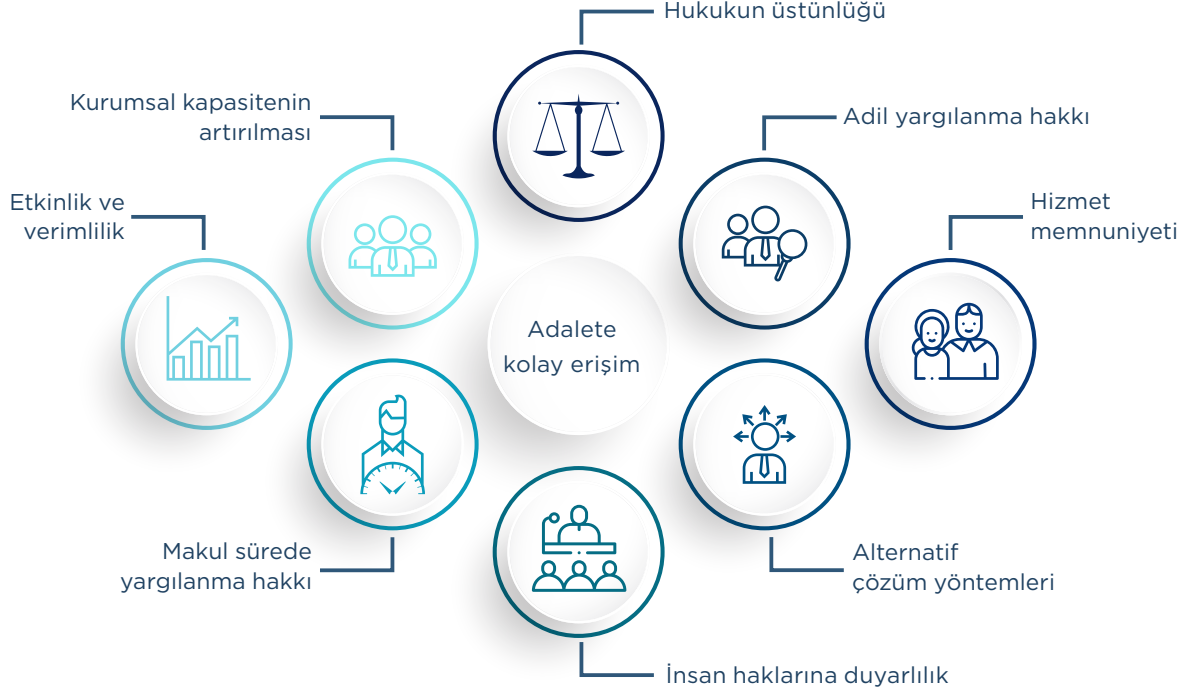 Hukukun üstünlüğü
Kurumsal kapasitenin
artırılması
Adil yargılanma hakkı
Etkinlik ve
verimlilik
Hizmet
memnuniyeti
Adalete
kolay erişim
Makul sürede
yargılanma hakkı
Alternatif
çözüm yöntemleri
İnsan haklarına duyarlılık